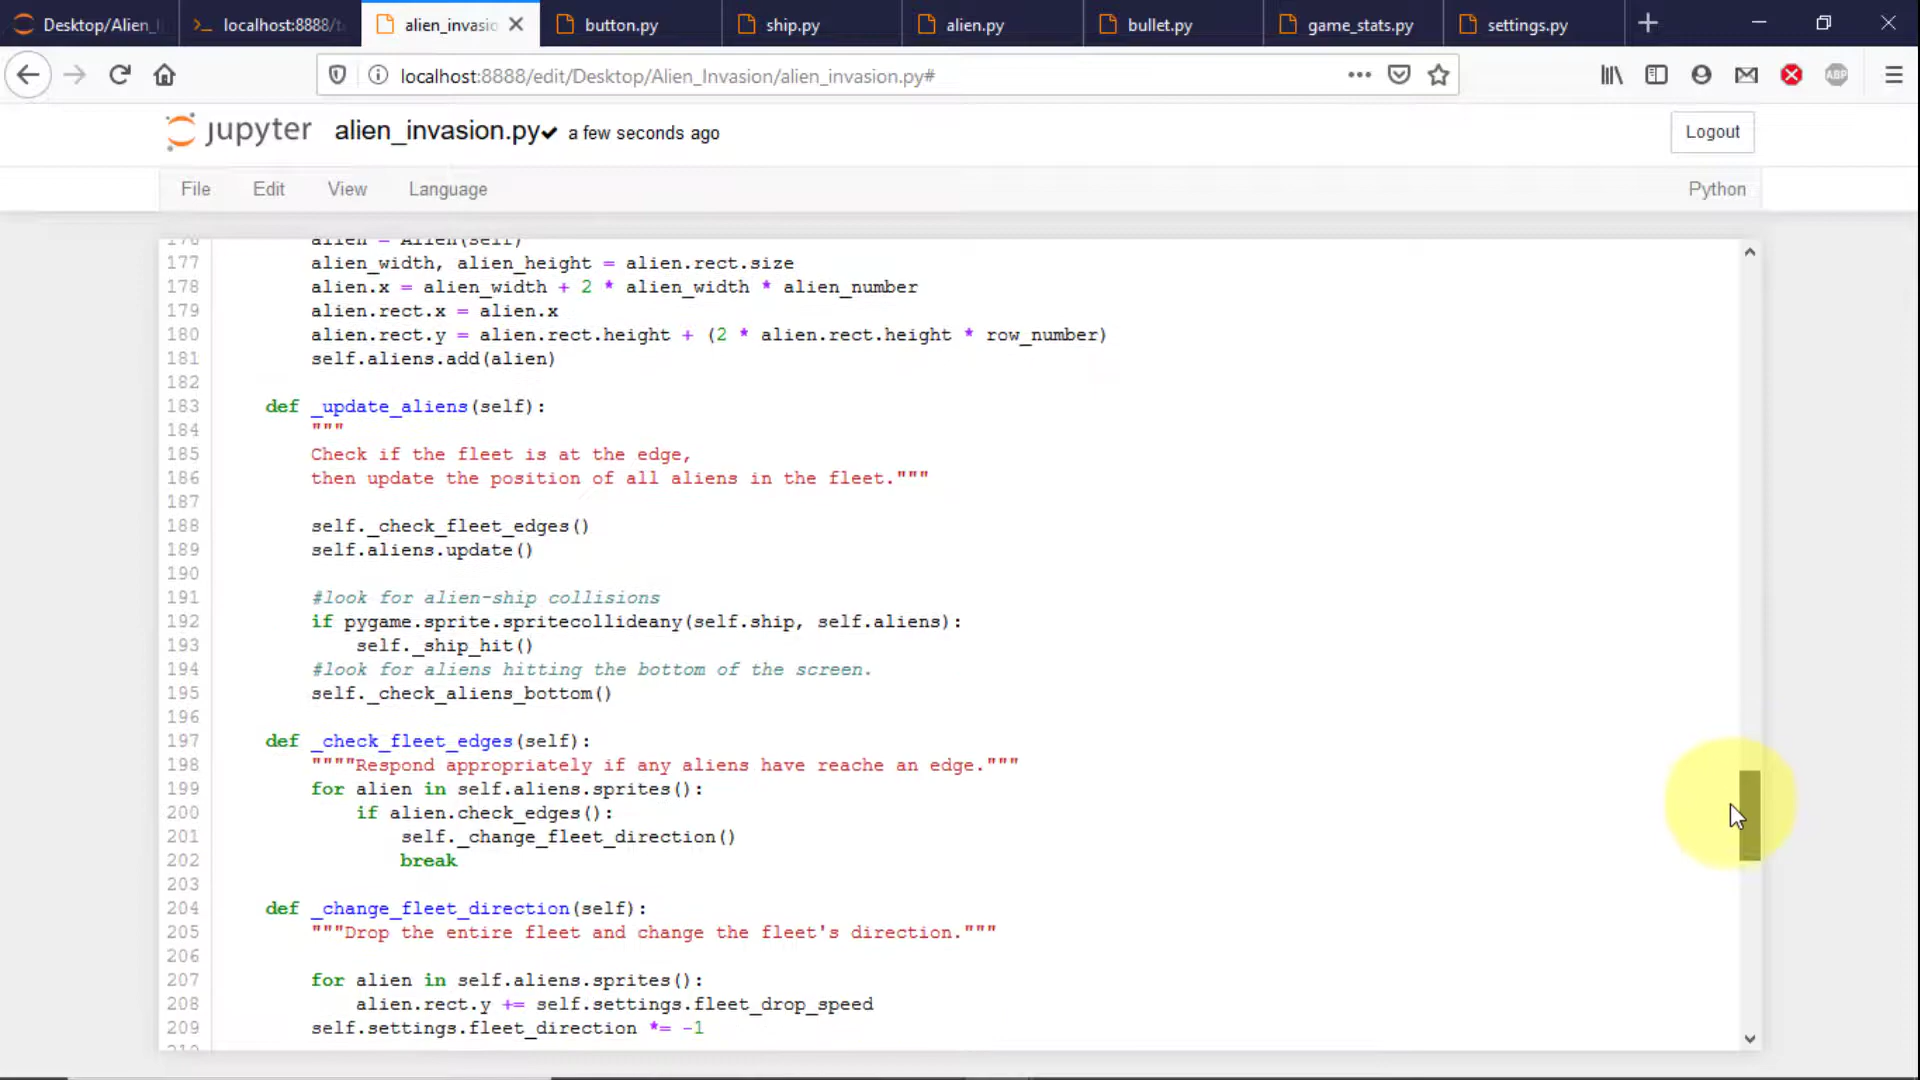 Desktop/Alien_I
localhost:8888/t
alien_invasio
button.py
ship.py
alien.py
bullet.py
game_stats.py
settings.py
localhost:8888/edit/Desktop/Alien_Invasion/alien_invasion.py#
ABP
jupyter alien_invasion.py a few seconds ago
Logout
File Edit View Language Python
176 alien = Alien(self)
177 alien_width, alien_height = alien.rect.size
178 alien.x = alien_width + 2 * alien_width * alien_number
179 alien.rect.x = alien.x
180 alien.rect.y = alien.rect.height + (2 * alien.rect.height * row_number)
181 self.aliens.add(alien)
182
183 def _update_aliens(self):
184 """
185 Check if the fleet is at the edge,
186 then update the position of all aliens in the fleet."""
187
188 self._check_fleet_edges()
189 self.aliens.update()
190
191 #look for alien-ship collisions
192 if pygame.sprite.spritecollideany(self.ship, self.aliens):
193 self._ship_hit()
194 #look for aliens hitting the bottom of the screen.
195 self._check_aliens_bottom()
196
197 def _check_fleet_edges(self):
198 """"Respond appropriately if any aliens have reache an edge."""
199 for alien in self.aliens.sprites():
200 if alien.check_edges():
201 self._change_fleet_direction()
202 break
203
204 def _change_fleet_direction(self):
205 """Drop the entire fleet and change the fleet's direction."""
206
207 for alien in self.aliens.sprites():
208 alien.rect.y += self.settings.fleet_drop_speed
209 self.settings.fleet_direction *= -1
210